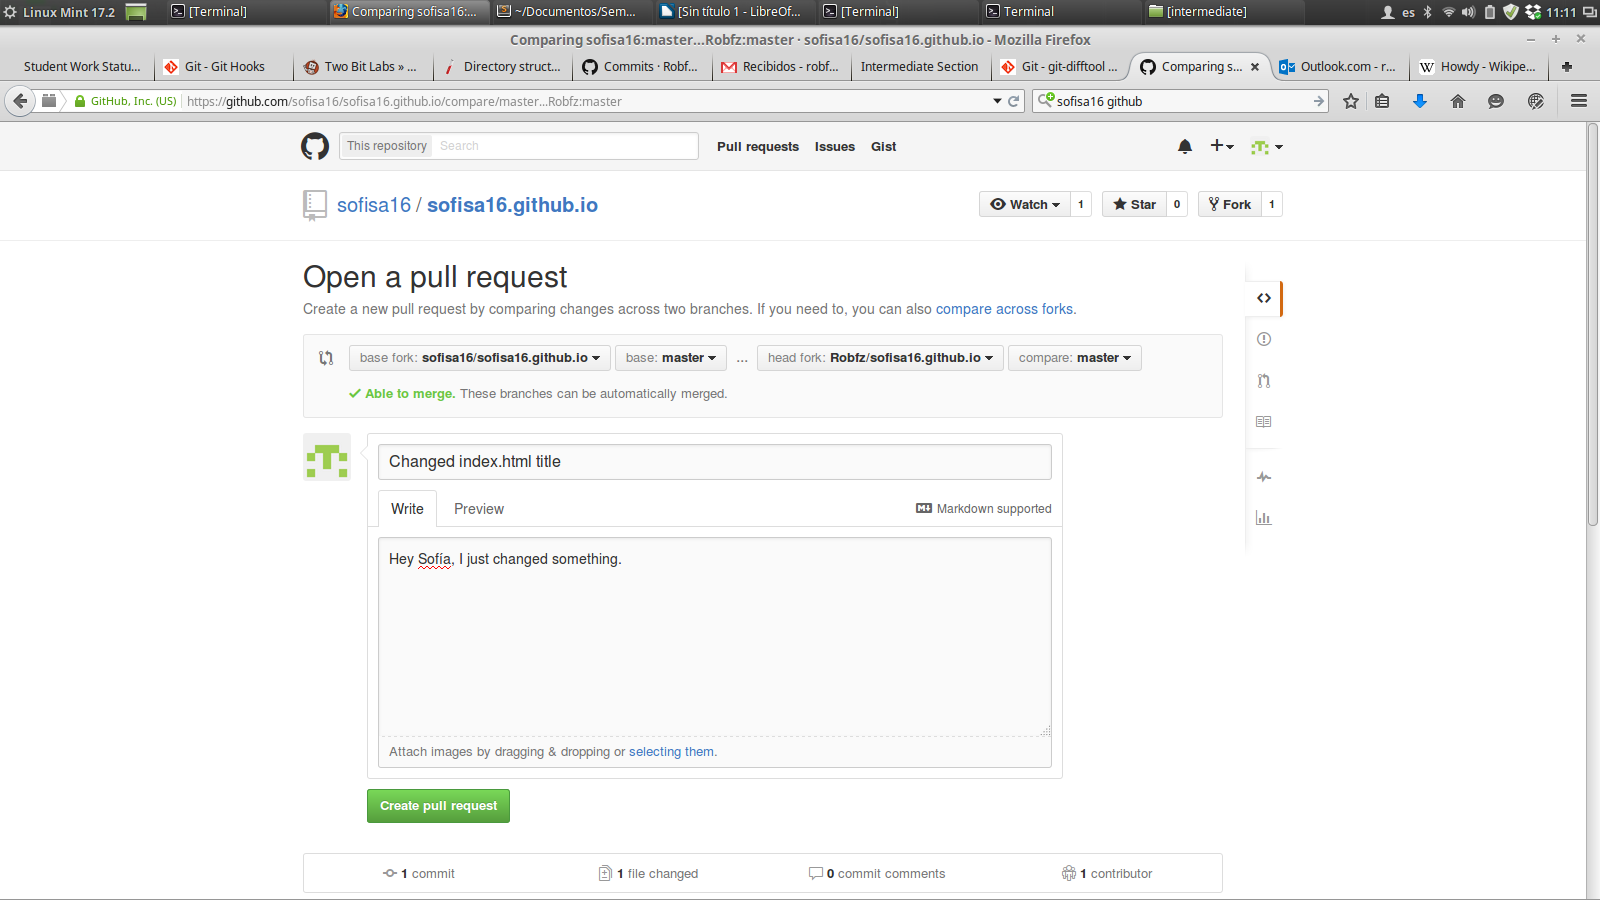 Linux Mint 17.2 [Terminal] Comparing sofisa16:... ~/Documentos/Sem... [Sin título 1 - LibreOf... [Terminal] Terminal [intermediate] es 11:11
Comparing sofisa16:master...Robfz:master · sofisa16/sofisa16.github.io - Mozilla Firefox
Student Work Statu... Git - Git Hooks Two Bit Labs » ... Directory struct... Commits · Robf... Recibidos - robf... Intermediate Section Git - git-difftool ... Comparing s... Outlook.com - r... Howdy - Wikipe...
GitHub, Inc. (US) https://github.com/sofisa16/sofisa16.github.io/compare/master...Robfz:master sofisa16 github
This repository Search Pull requests Issues Gist
sofisa16 / sofisa16.github.io Watch 1 Star 0 Fork 1
Open a pull request
Create a new pull request by comparing changes across two branches. If you need to, you can also compare across forks.
base fork: sofisa16/sofisa16.github.io base: master ... head fork: Robfz/sofisa16.github.io compare: master
Able to merge. These branches can be automatically merged.
Changed index.html title
Write Preview Markdown supported
Hey Sofía, I just changed something.
Attach images by dragging & dropping or selecting them.
Create pull request
1 commit 1 file changed 0 commit comments 1 contributor